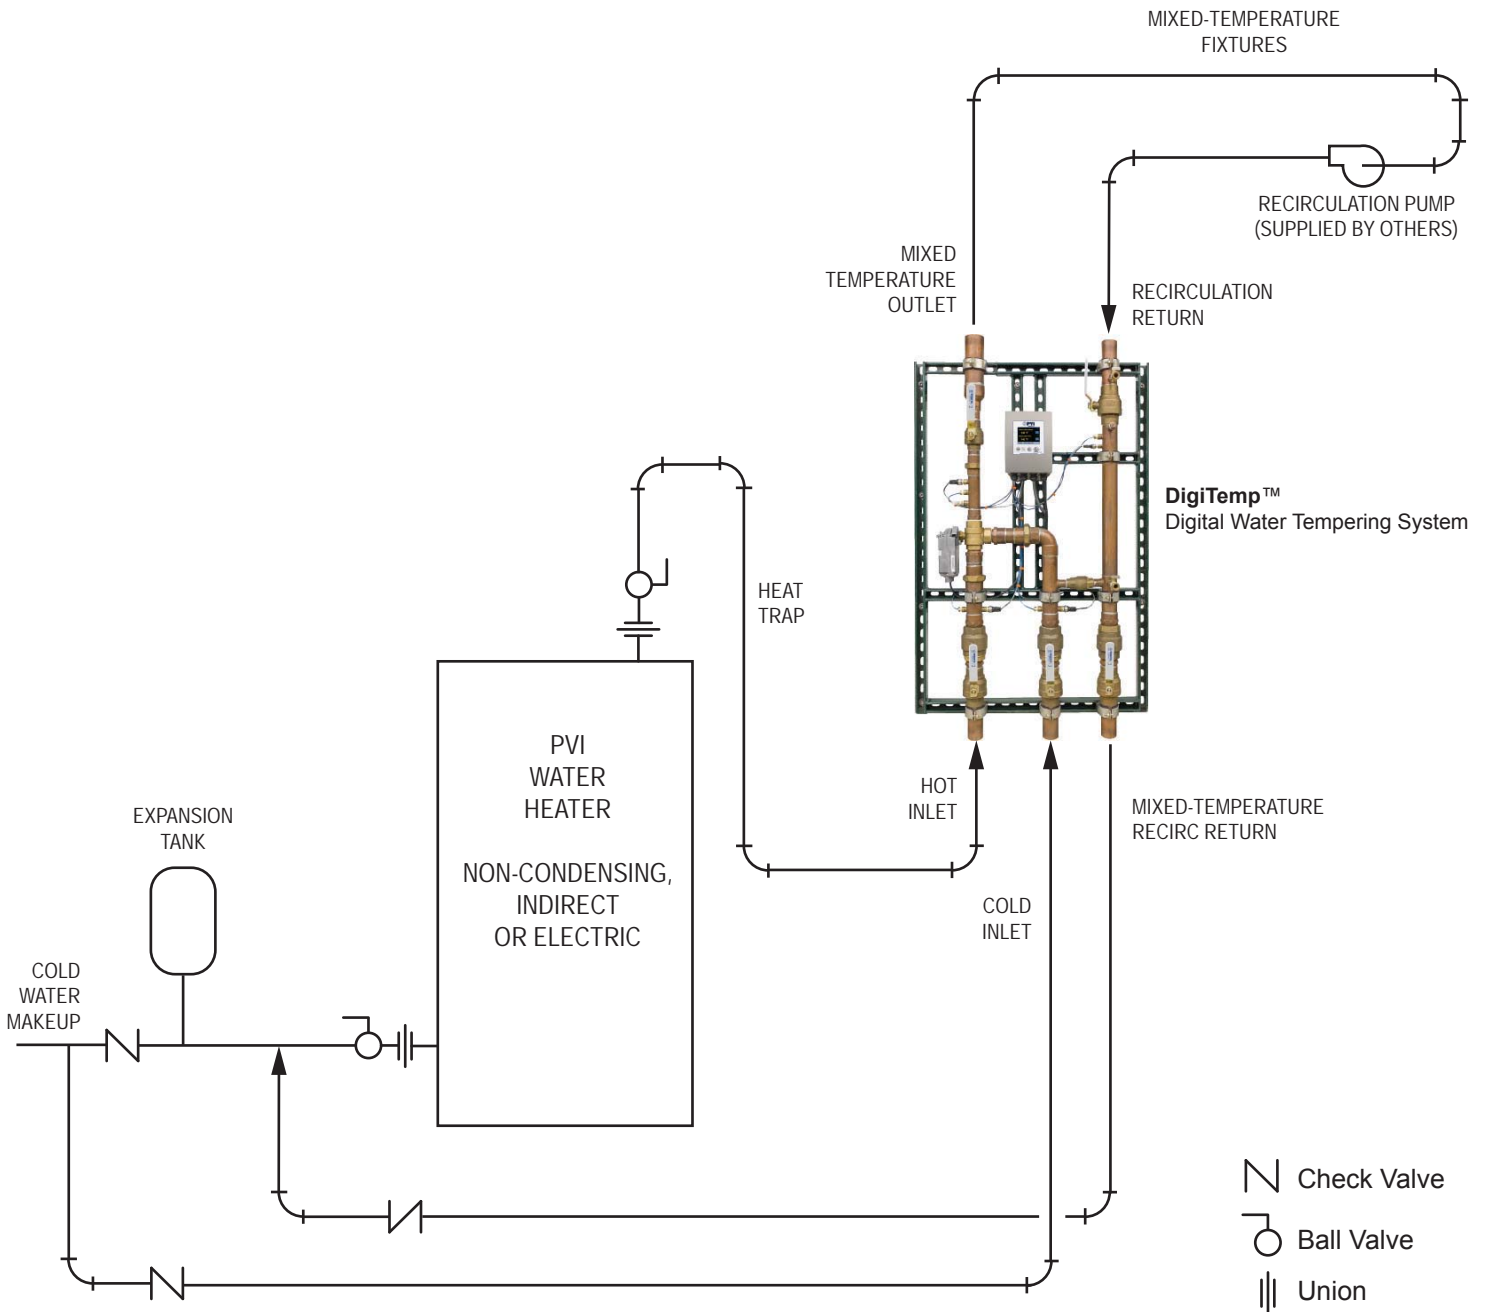 MIXED-TEMPERATURE
FIXTURES
RECIRCULATION PUMP
(SUPPLIED BY OTHERS)
MIXED
TEMPERATURE
OUTLET
RECIRCULATION
RETURN
DigiTemp™
Digital Water Tempering System
HEAT
TRAP
PVI
WATER
HEATER
NON-CONDENSING,
INDIRECT
OR ELECTRIC
HOT
INLET
MIXED-TEMPERATURE
RECIRC RETURN
EXPANSION
TANK
COLD
INLET
COLD
WATER
MAKEUP
Check Valve
Ball Valve
Union